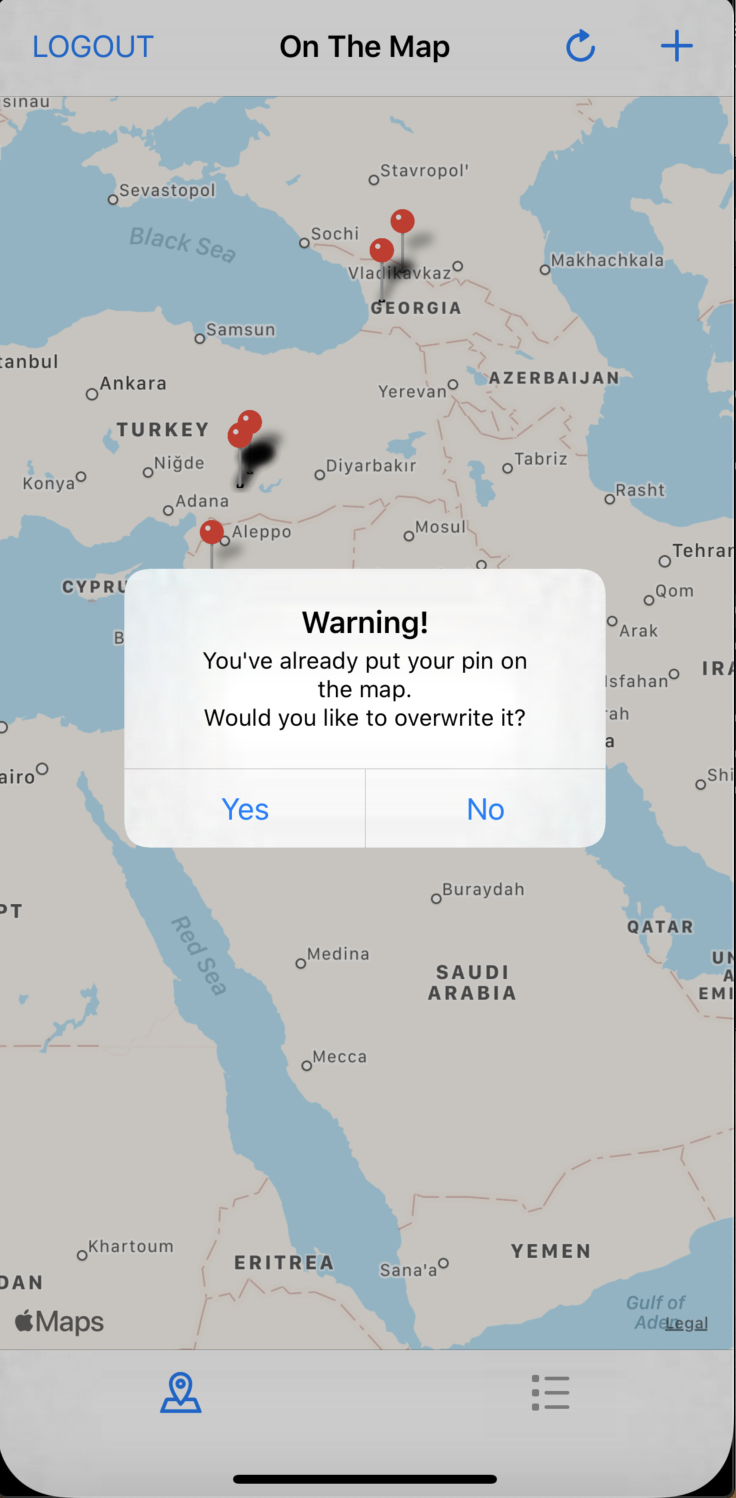 LOGOUT
On The Map
sinau
Stavropol'
Sevastopol
Sochi
Black Sea
Makhachkala
Vladikavkaz
GEORGIA
Samsun
tanbul
Ankara
AZERBAIJAN
Yerevan
TURKEY
Niğde
Diyarbakır
Tabriz
Konya
Rasht
Adana
Aleppo
Mosul
Tehran
CYPRU
Qom
B
Arak
IRA
Isfahan
rah
a
airo
Shi
Warning!
You've already put your pin on
the map.
Would you like to overwrite it?
Yes
No
Buraydah
PT
QATAR
Red Sea
Medina
SAUDI
ARABIA
UN
A
EMI
Mecca
Khartoum
ERITREA
Sana'a
YEMEN
DAN
Gulf of
Aden
Maps
Legal